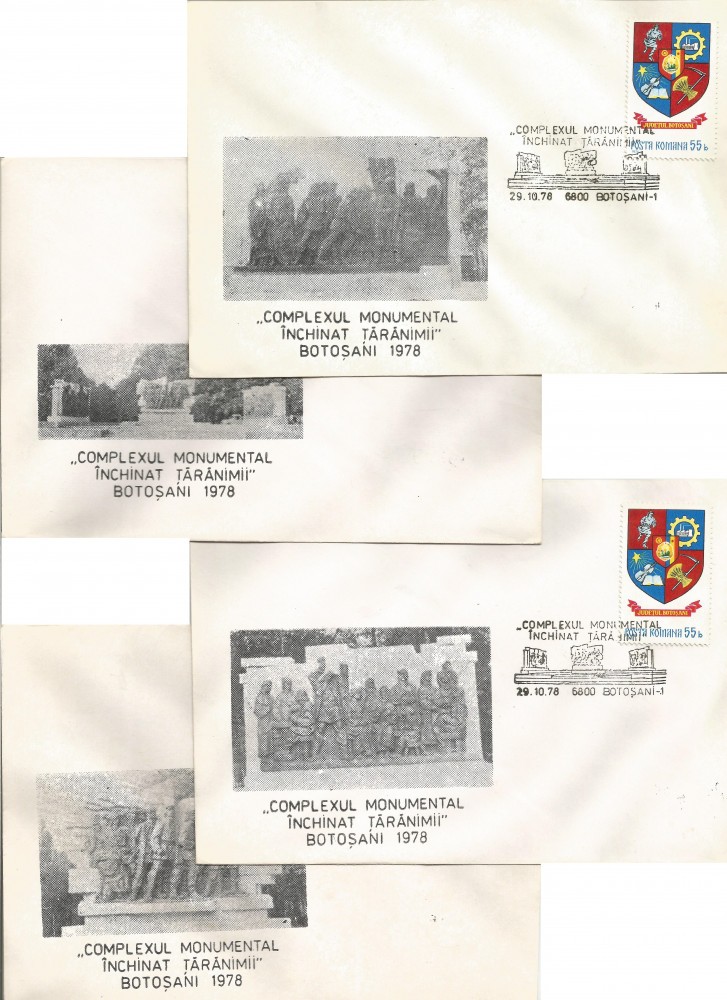 JUDEȚUL BOTOȘANI
POSTA ROMANA 55 b
„COMPLEXUL MONUMENTAL
ÎNCHINAT ȚĂRĂNIMII”
29.10.78 6800 BOTOȘANI-1
„COMPLEXUL MONUMENTAL
ÎNCHINAT ȚĂRĂNIMII”
BOTOȘANI 1978
„COMPLEXUL MONUMENTAL
ÎNCHINAT ȚĂRĂNIMII”
BOTOȘANI 1978
JUDEȚUL BOTOȘANI
POSTA ROMANA 55 b
„COMPLEXUL MONUMENTAL
ÎNCHINAT ȚĂRĂNIMII”
29.10.78 6800 BOTOȘANI-1
„COMPLEXUL MONUMENTAL
ÎNCHINAT ȚĂRĂNIMII”
BOTOȘANI 1978
„COMPLEXUL MONUMENTAL
ÎNCHINAT ȚĂRĂNIMII”
BOTOȘANI 1978